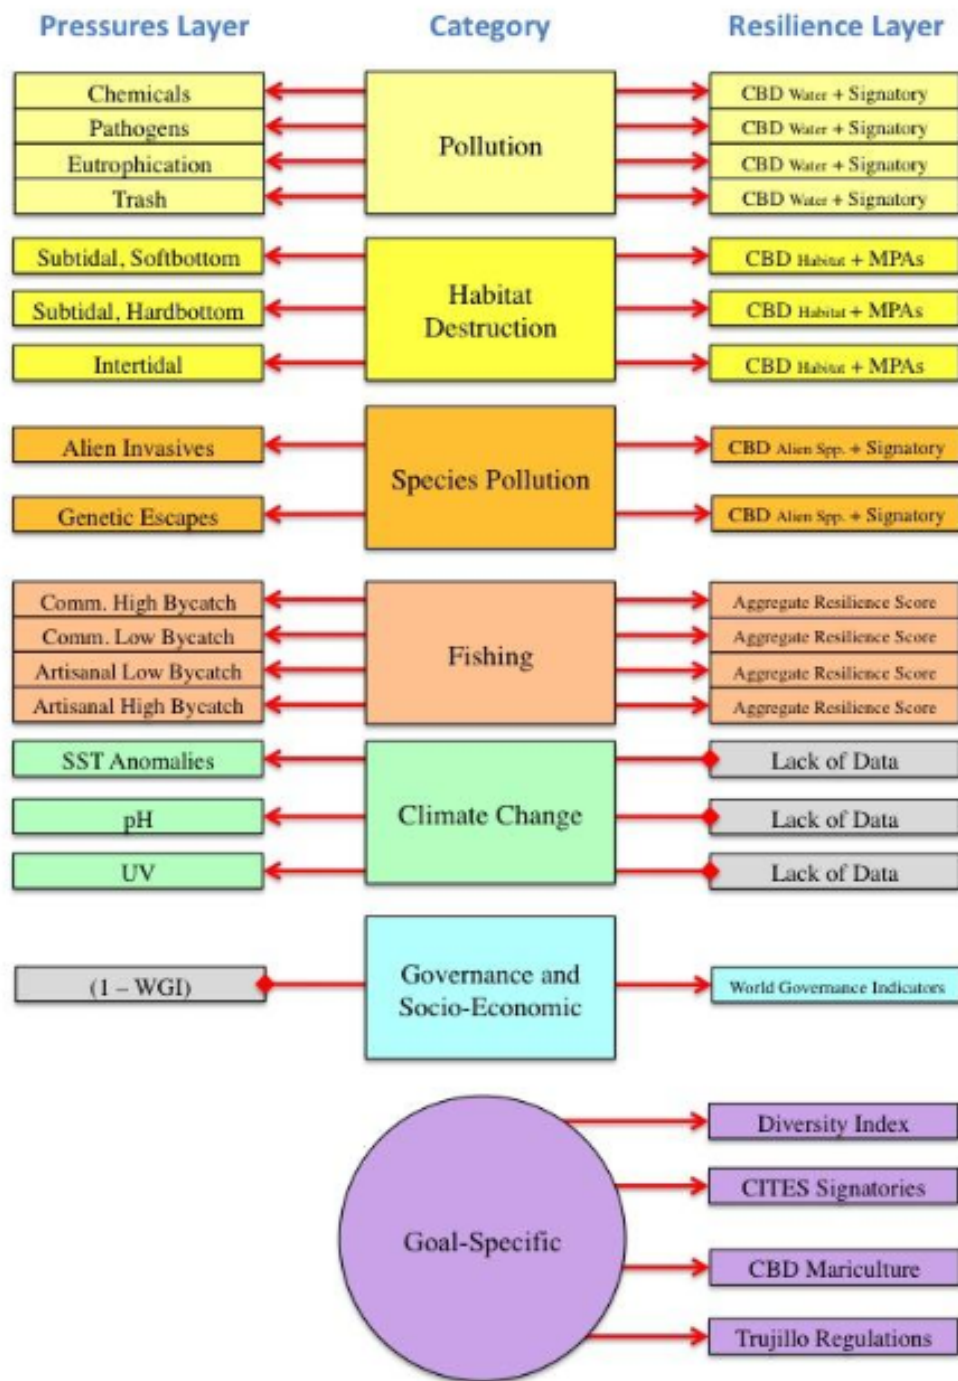 Pressures Layer Category Resilience Layer
Chemicals CBD Water + Signatory
Pathogens CBD Water + Signatory
Pollution
Eutrophication CBD Water + Signatory
Trash CBD Water + Signatory
Subtidal, Softbottom CBD Habitat + MPAs
Habitat
Subtidal, Hardbottom CBD Habitat + MPAs
Destruction
Intertidal CBD Habitat + MPAs
Alien Invasives CBD Alien Spp. + Signatory
Species Pollution
Genetic Escapes CBD Alien Spp. + Signatory
Comm. High Bycatch Aggregate Resilience Score
Comm. Low Bycatch Aggregate Resilience Score
Fishing
Artisanal Low Bycatch Aggregate Resilience Score
Artisanal High Bycatch Aggregate Resilience Score
SST Anomalies Lack of Data
pH Climate Change Lack of Data
UV Lack of Data
Governance and
(1 – WGI) World Governance Indicators
Socio-Economic
Diversity Index
CITES Signatories
Goal-Specific
CBD Mariculture
Trujillo Regulations